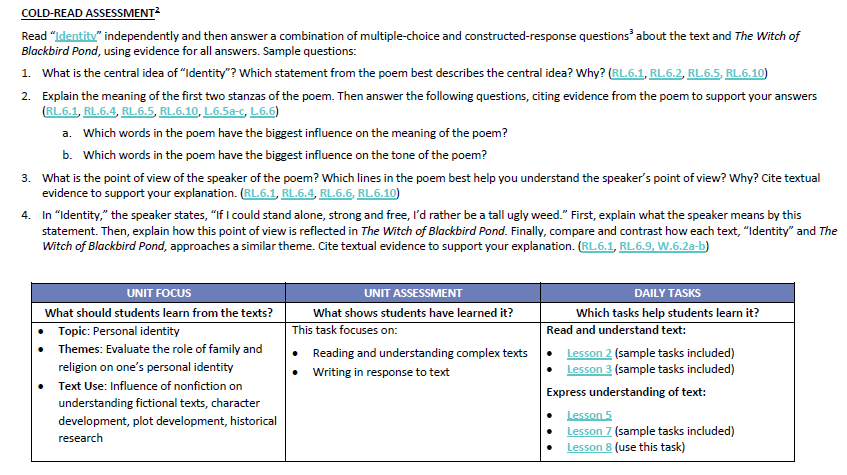 COLD-READ ASSESSMENT²
Read “Identity” independently and then answer a combination of multiple-choice and constructed-response questions³ about the text and The Witch of
Blackbird Pond, using evidence for all answers. Sample questions:
1. What is the central idea of “Identity”? Which statement from the poem best describes the central idea? Why? (RL.6.1, RL.6.2, RL.6.5, RL.6.10)
2. Explain the meaning of the first two stanzas of the poem. Then answer the following questions, citing evidence from the poem to support your answers
(RL.6.1, RL.6.4, RL.6.5, RL.6.10, L.6.5a-c, L.6.6)
a. Which words in the poem have the biggest influence on the meaning of the poem?
b. Which words in the poem have the biggest influence on the tone of the poem?
3. What is the point of view of the speaker of the poem? Which lines in the poem best help you understand the speaker’s point of view? Why? Cite textual
evidence to support your explanation. (RL.6.1, RL.6.4, RL.6.6, RL.6.10)
4. In “Identity,” the speaker states, “If I could stand alone, strong and free, I’d rather be a tall ugly weed.” First, explain what the speaker means by this
statement. Then, explain how this point of view is reflected in The Witch of Blackbird Pond. Finally, compare and contrast how each text, “Identity” and The
Witch of Blackbird Pond, approaches a similar theme. Cite textual evidence to support your explanation. (RL.6.1, RL.6.9, W.6.2a-b)
UNIT FOCUS
What should students learn from the texts?
• Topic: Personal identity
• Themes: Evaluate the role of family and
religion on one’s personal identity
• Text Use: Influence of nonfiction on
understanding fictional texts, character
development, plot development, historical
research
UNIT ASSESSMENT
What shows students have learned it?
This task focuses on:
• Reading and understanding complex texts
• Writing in response to text
DAILY TASKS
Which tasks help students learn it?
Read and understand text:
• Lesson 2 (sample tasks included)
• Lesson 3 (sample tasks included)
Express understanding of text:
• Lesson 5
• Lesson 7 (sample tasks included)
• Lesson 8 (use this task)